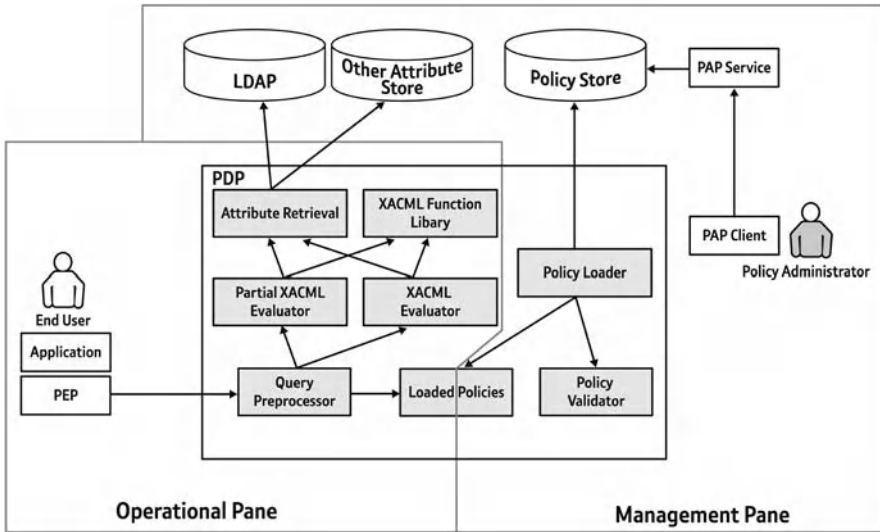 LDAP
Other Attribute
Store
Policy Store
PAP Service
PDP
Attribute Retrieval
XACML Function
Libary
PAP Client
Policy Administrator
Policy Loader
End User
Partial XACML
Evaluator
XACML
Evaluator
Application
PEP
Query
Preprocessor
Loaded Policies
Policy
Validator
Operational Pane
Management Pane